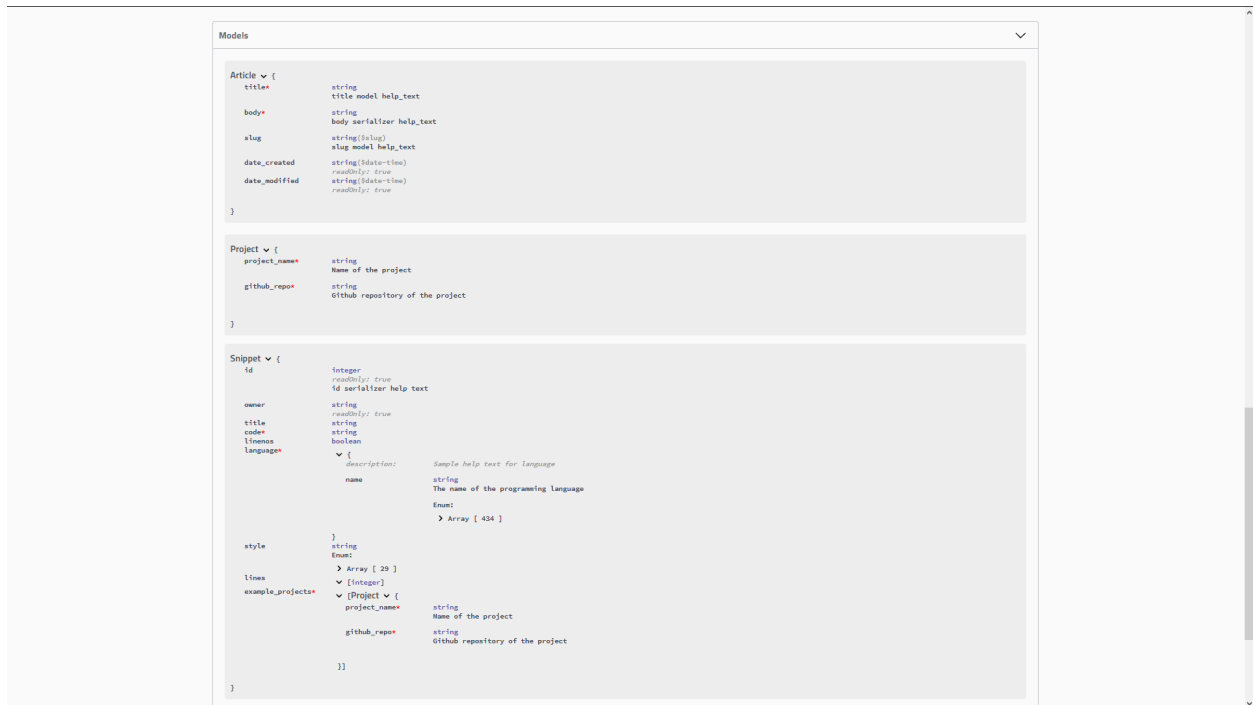 Models
Article {
title* string
title model help_text
body* string
body serializer help_text
slug string($slug)
slug model help_text
date_created string($date-time)
readOnly: true
date_modified string($date-time)
readOnly: true
}
Project {
project_name* string
Name of the project
github_repo* string
Github repository of the project
}
Snippet {
id integer
readOnly: true
id serializer help text
owner string
readOnly: true
title string
code* string
linenos boolean
language* {
description: Sample help text for language
name string
The name of the programming language
Enum:
Array [ 434 ]
}
style string
Enum:
Array [ 29 ]
lines [integer]
example_projects* [Project {
project_name* string
Name of the project
github_repo* string
Github repository of the project
}]
}